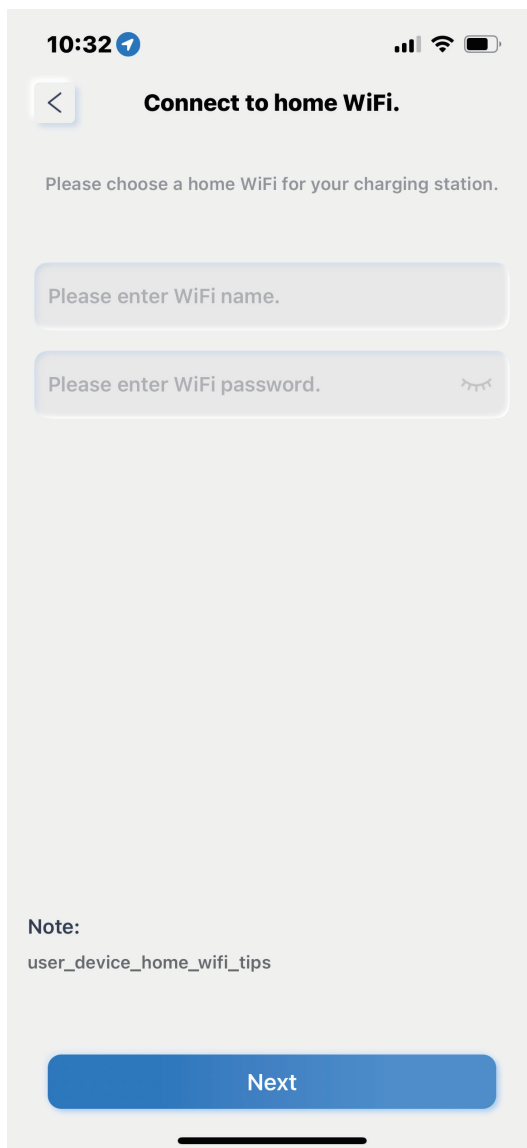 10:32
Connect to home WiFi.
Please choose a home WiFi for your charging station.
Please enter WiFi name.
Please enter WiFi password.
Note:
user_device_home_wifi_tips
Next